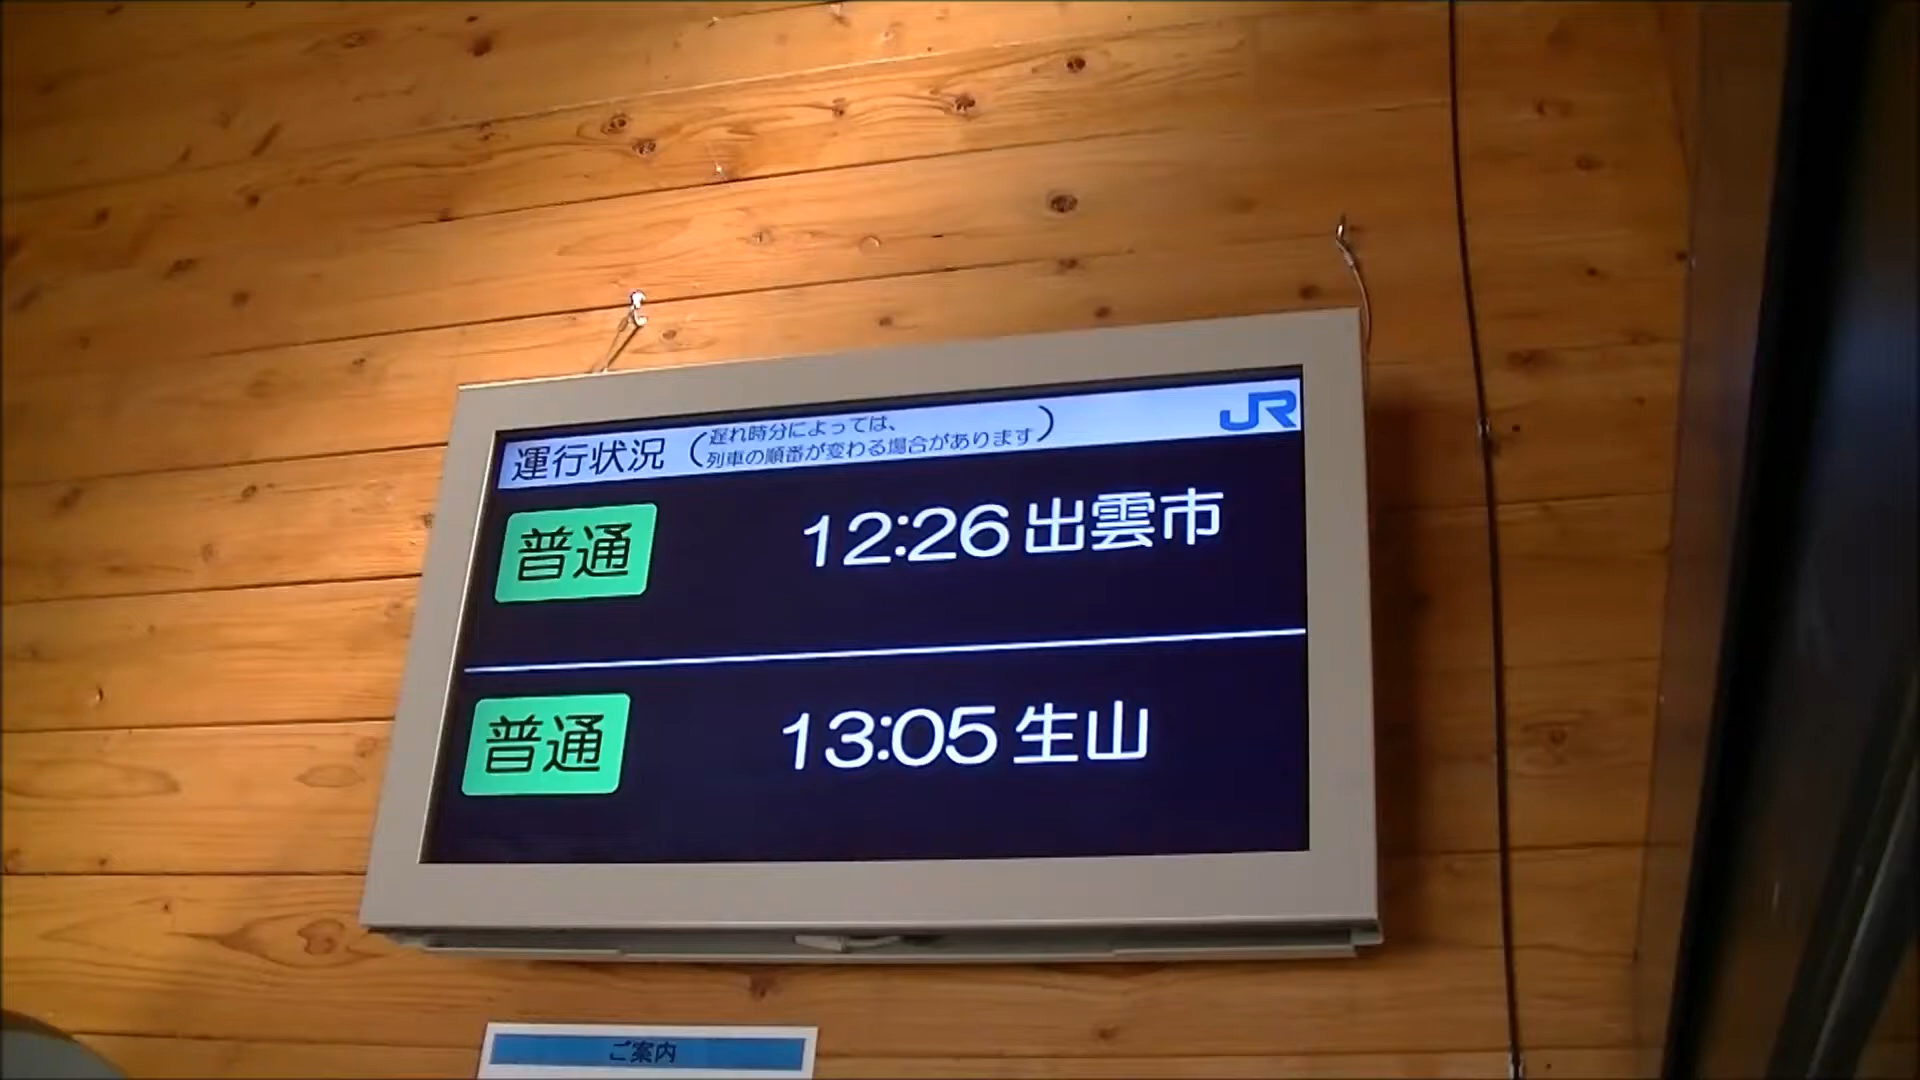 運行状況
(遅れ時分によっては、
列車の順番が変わる場合があります)
JR
普通 12:26 出雲市
普通 13:05 生山
ご案内